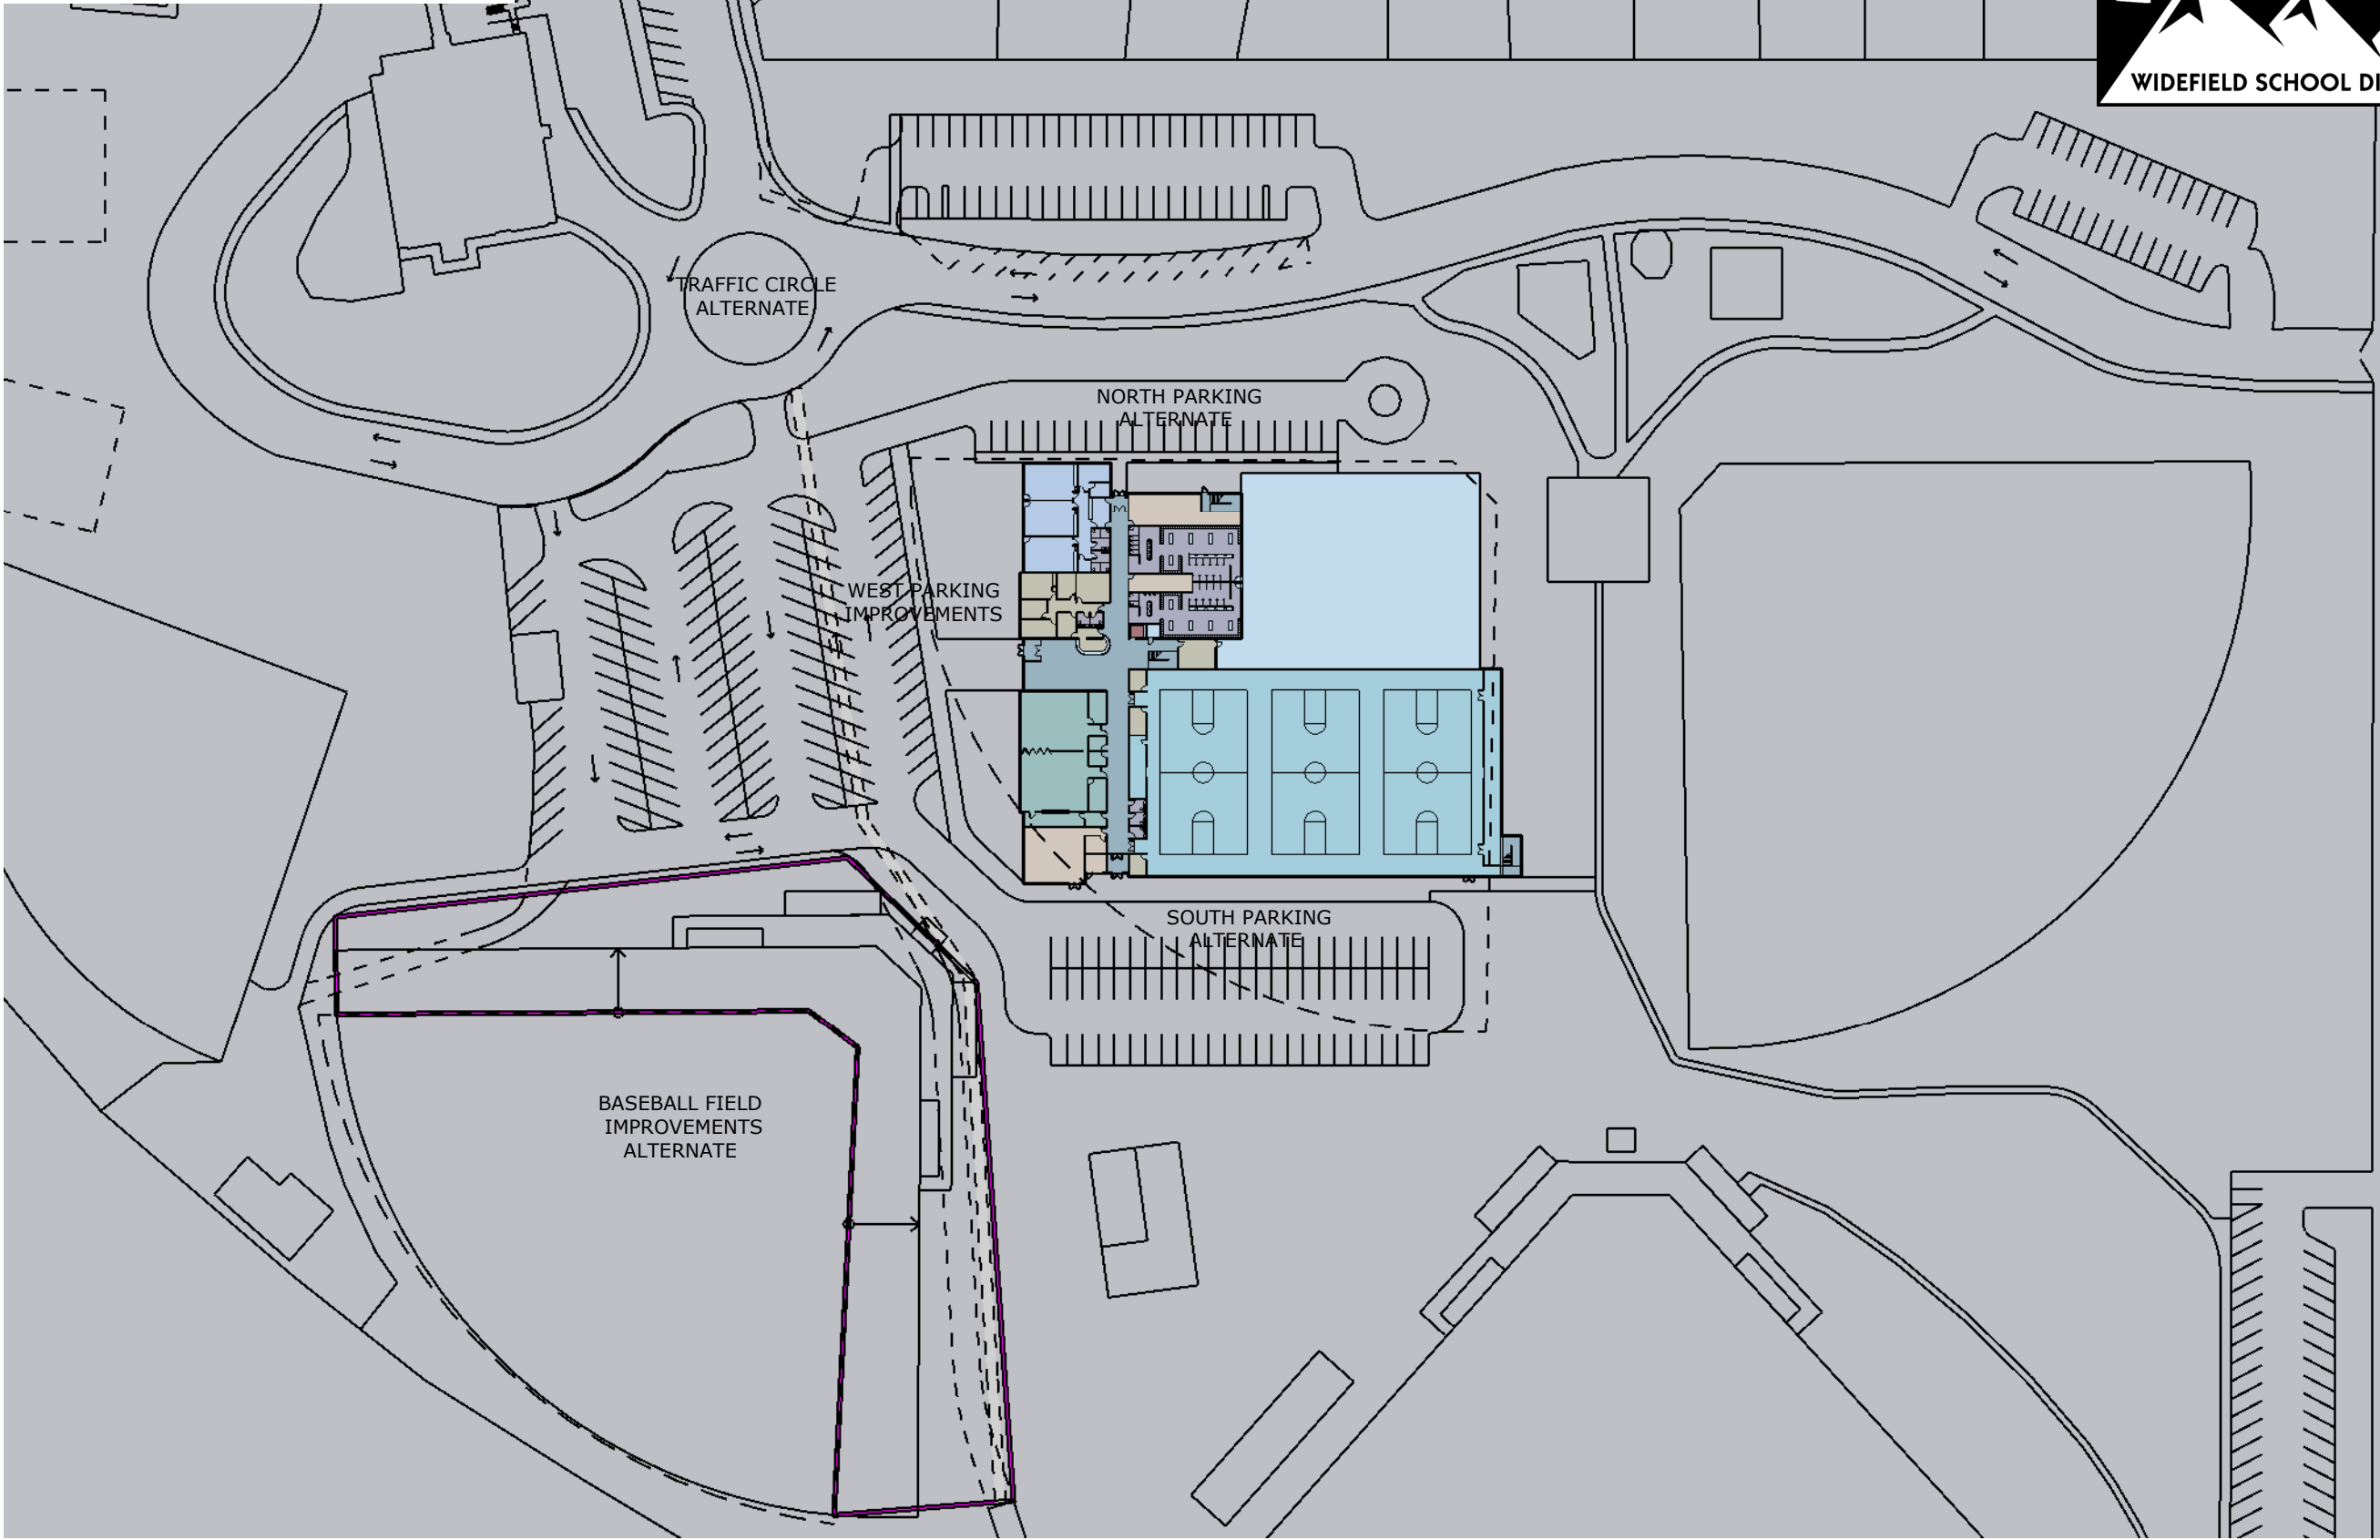 WIDEFIELD SCHOOL DI
TRAFFIC CIRCLE
ALTERNATE
NORTH PARKING
ALTERNATE
WEST PARKING
IMPROVEMENTS
SOUTH PARKING
ALTERNATE
BASEBALL FIELD
IMPROVEMENTS
ALTERNATE